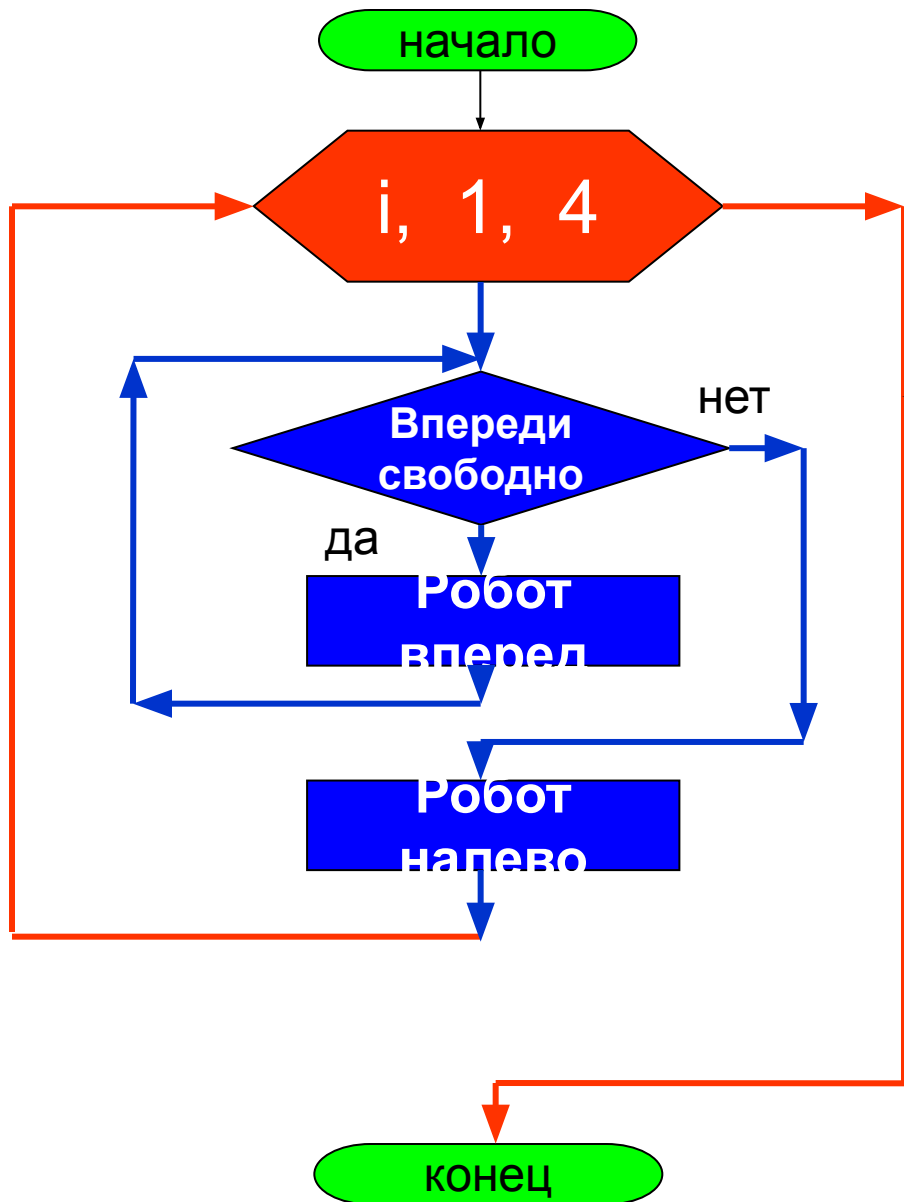 начало
i, 1, 4
Впереди
свободно
нет
да
Робот
вперед
Робот
налево
конец